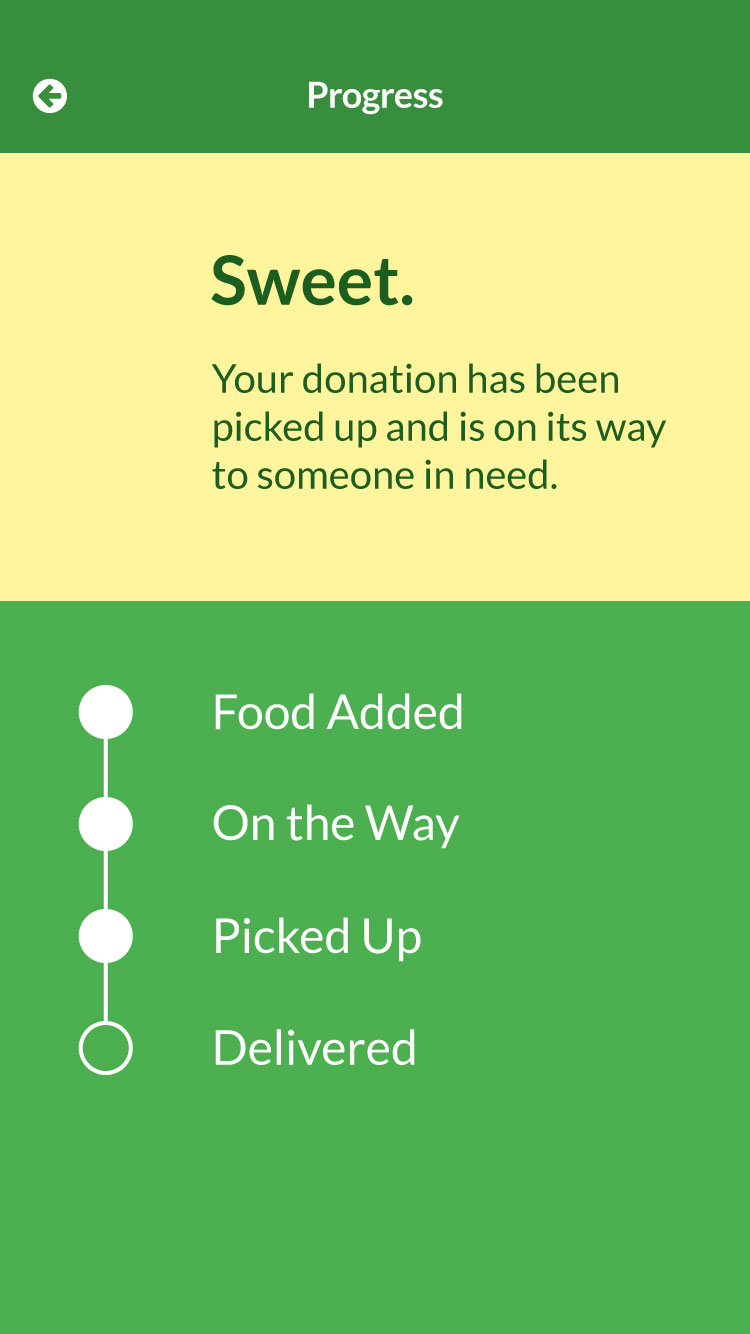 Progress
Sweet.
Your donation has been
picked up and is on its way
to someone in need.
Food Added
On the Way
Picked Up
Delivered